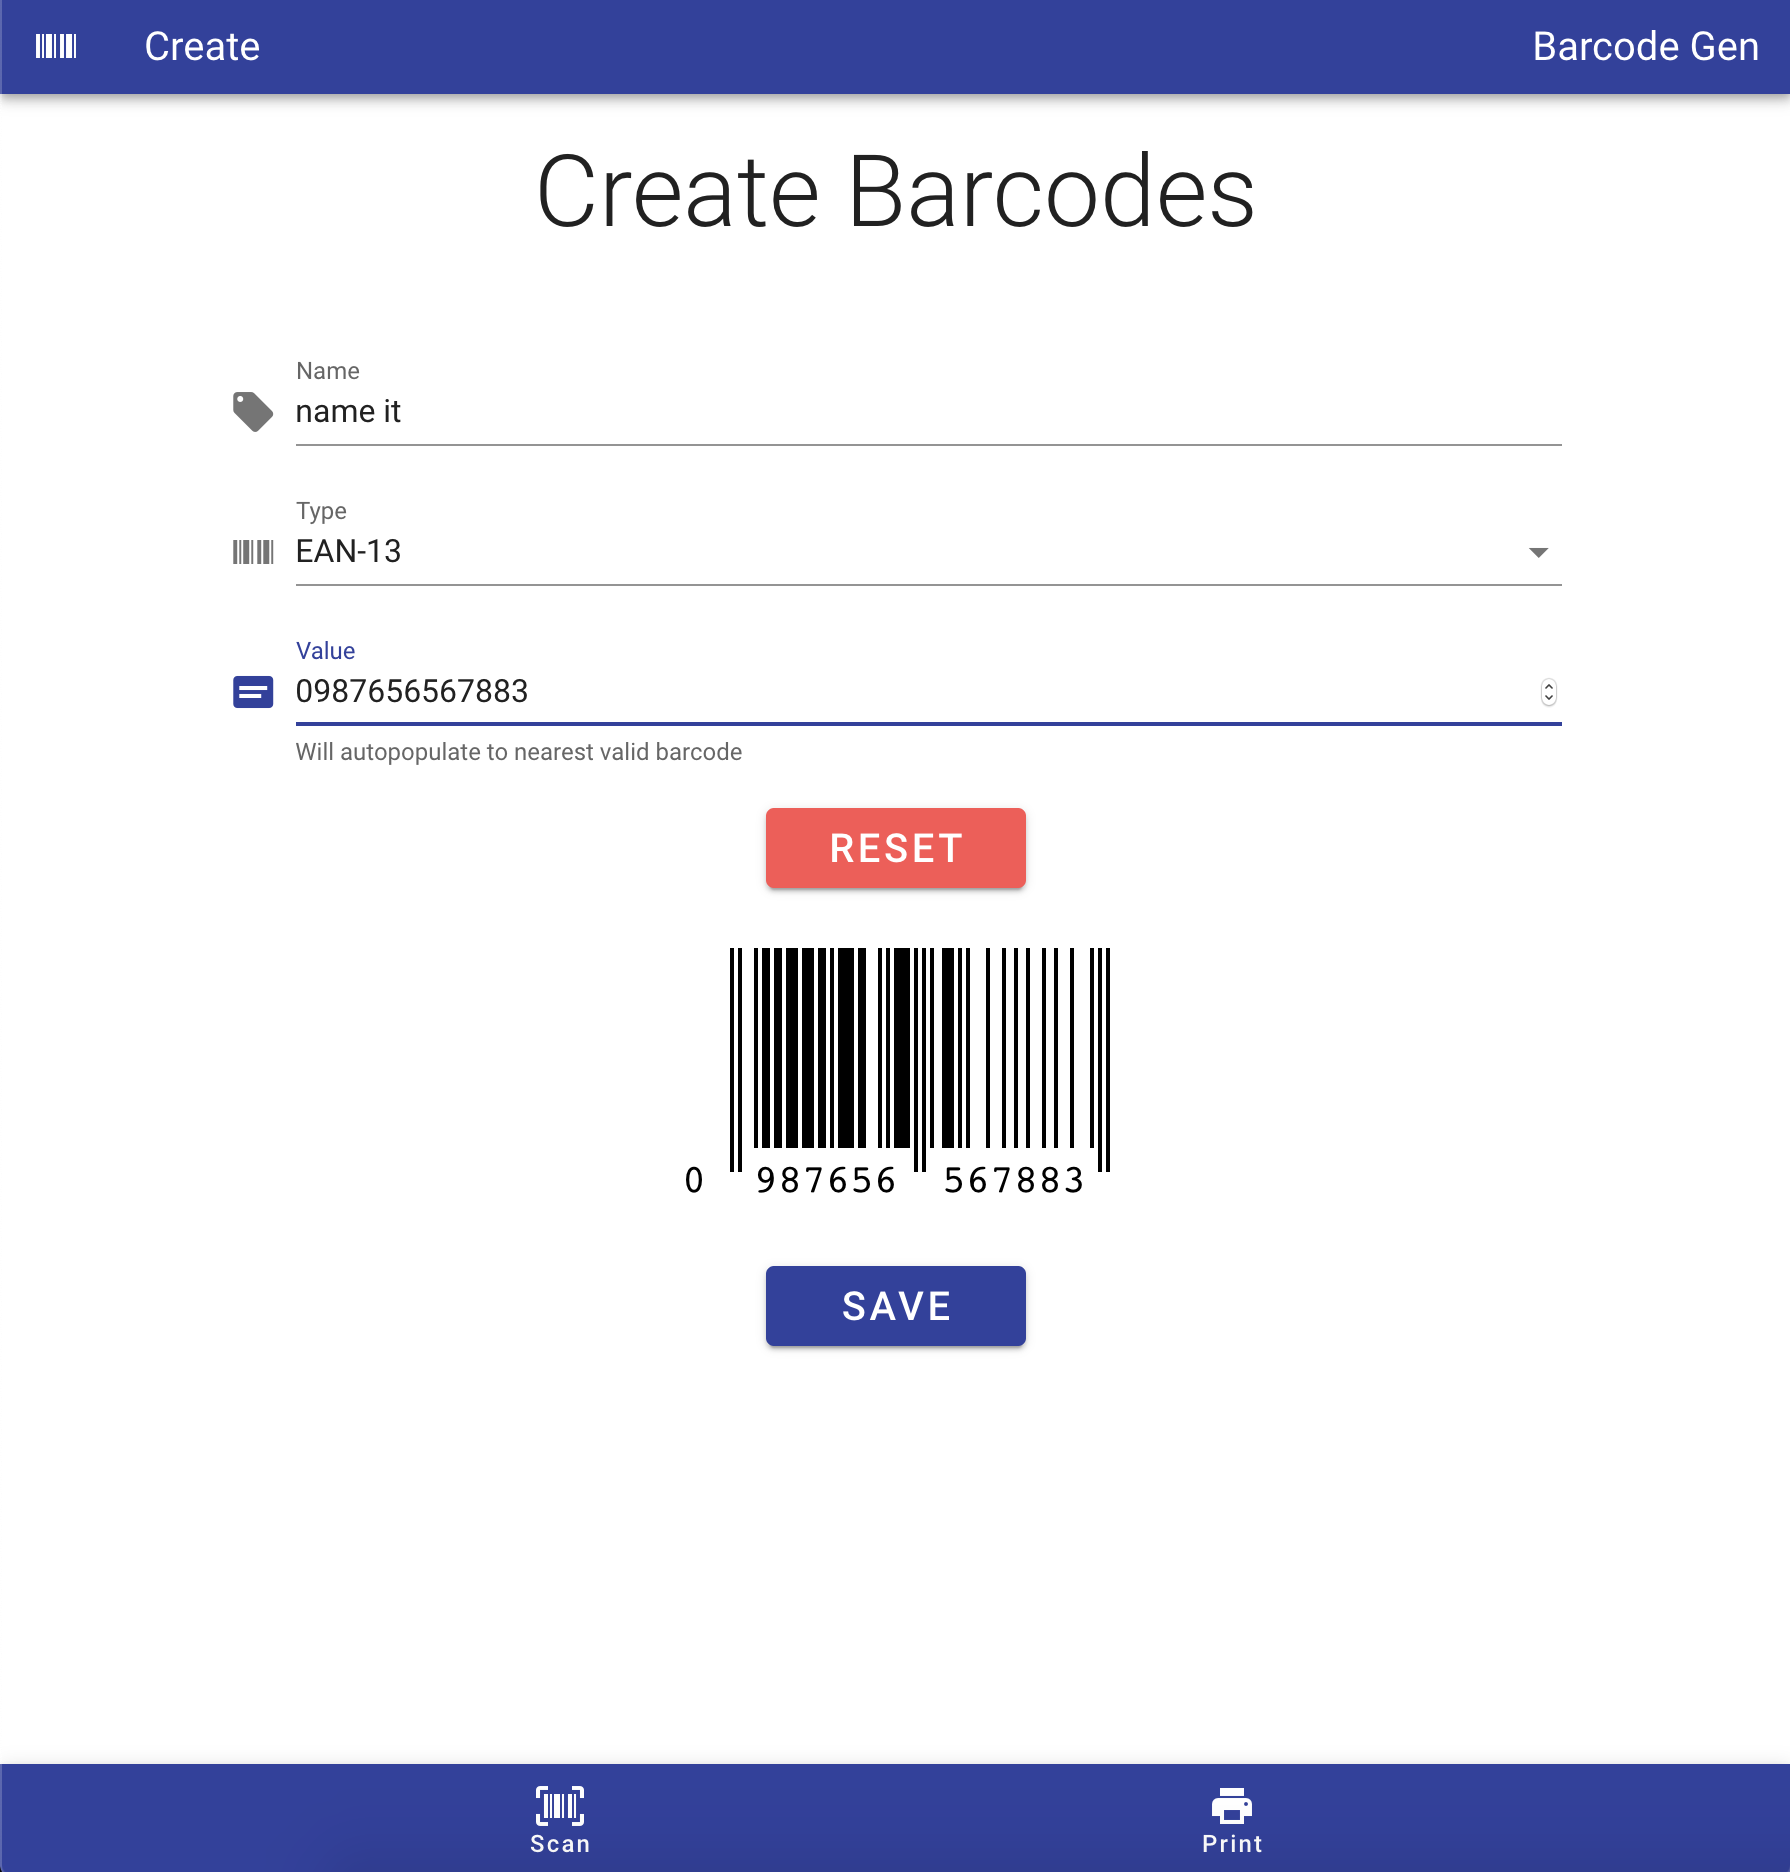 Create Barcode Gen
Create Barcodes
Name
name it
Type
EAN-13
Value
0987656567883
Will autopopulate to nearest valid barcode
RESET
0 987656 567883
SAVE
Scan Print